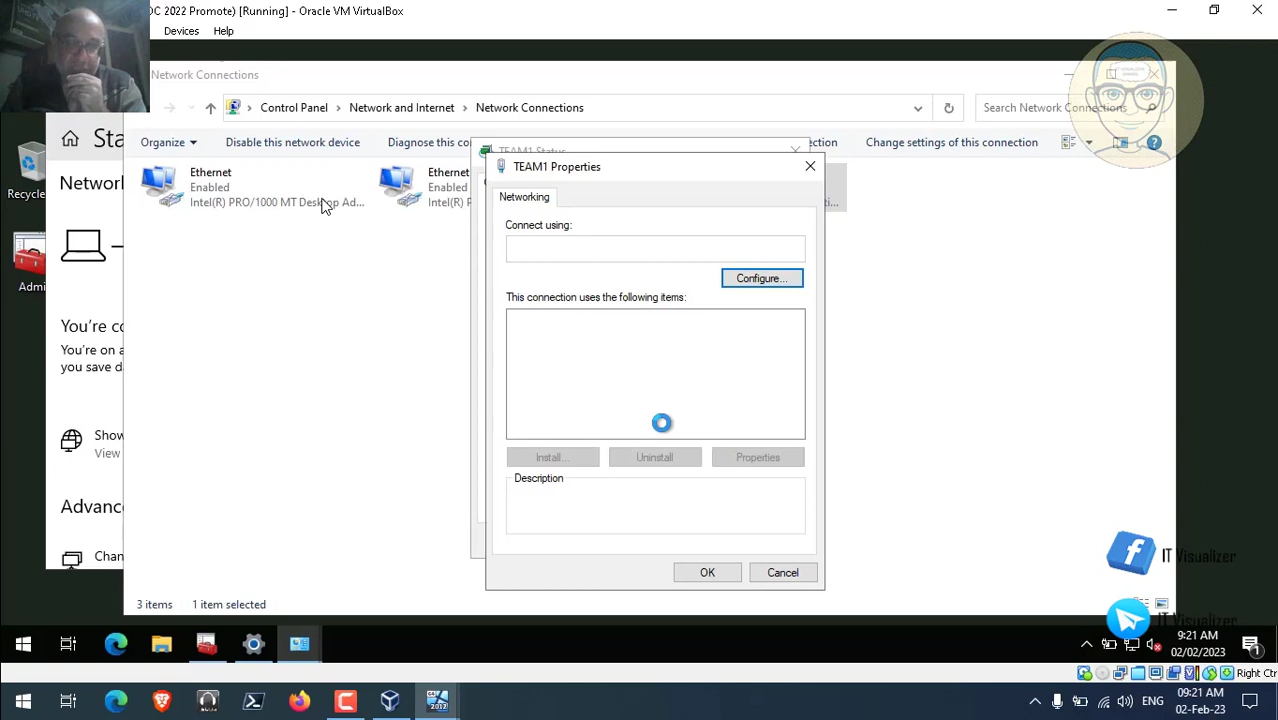 OC 2022 Promote) [Running] - Oracle VM VirtualBox
Devices
Help
Network Connections
Control Panel
Network and Internet
Network Connections
Search Network Connections
Organize
Disable this network device
Diagnose this co
Change settings of this connection
TEAM1 Status
TEAM1 Properties
Networking
Connect using:
Configure...
This connection uses the following items:
Install...
Uninstall
Properties
Description
OK
Cancel
Ethernet
Enabled
Intel(R) PRO/1000 MT Desktop Ad...
Ethernet
Enabled
Intel(R) P
Recycle
Admi
Sta
Networ
You're co
You're on a
you save d
Show
View
Advanc
Chan
3 items
1 item selected
IT Visualizer
IT Visualizer
9:21 AM
02/02/2023
1
Right Ctr
ENG
09:21 AM
02-Feb-23